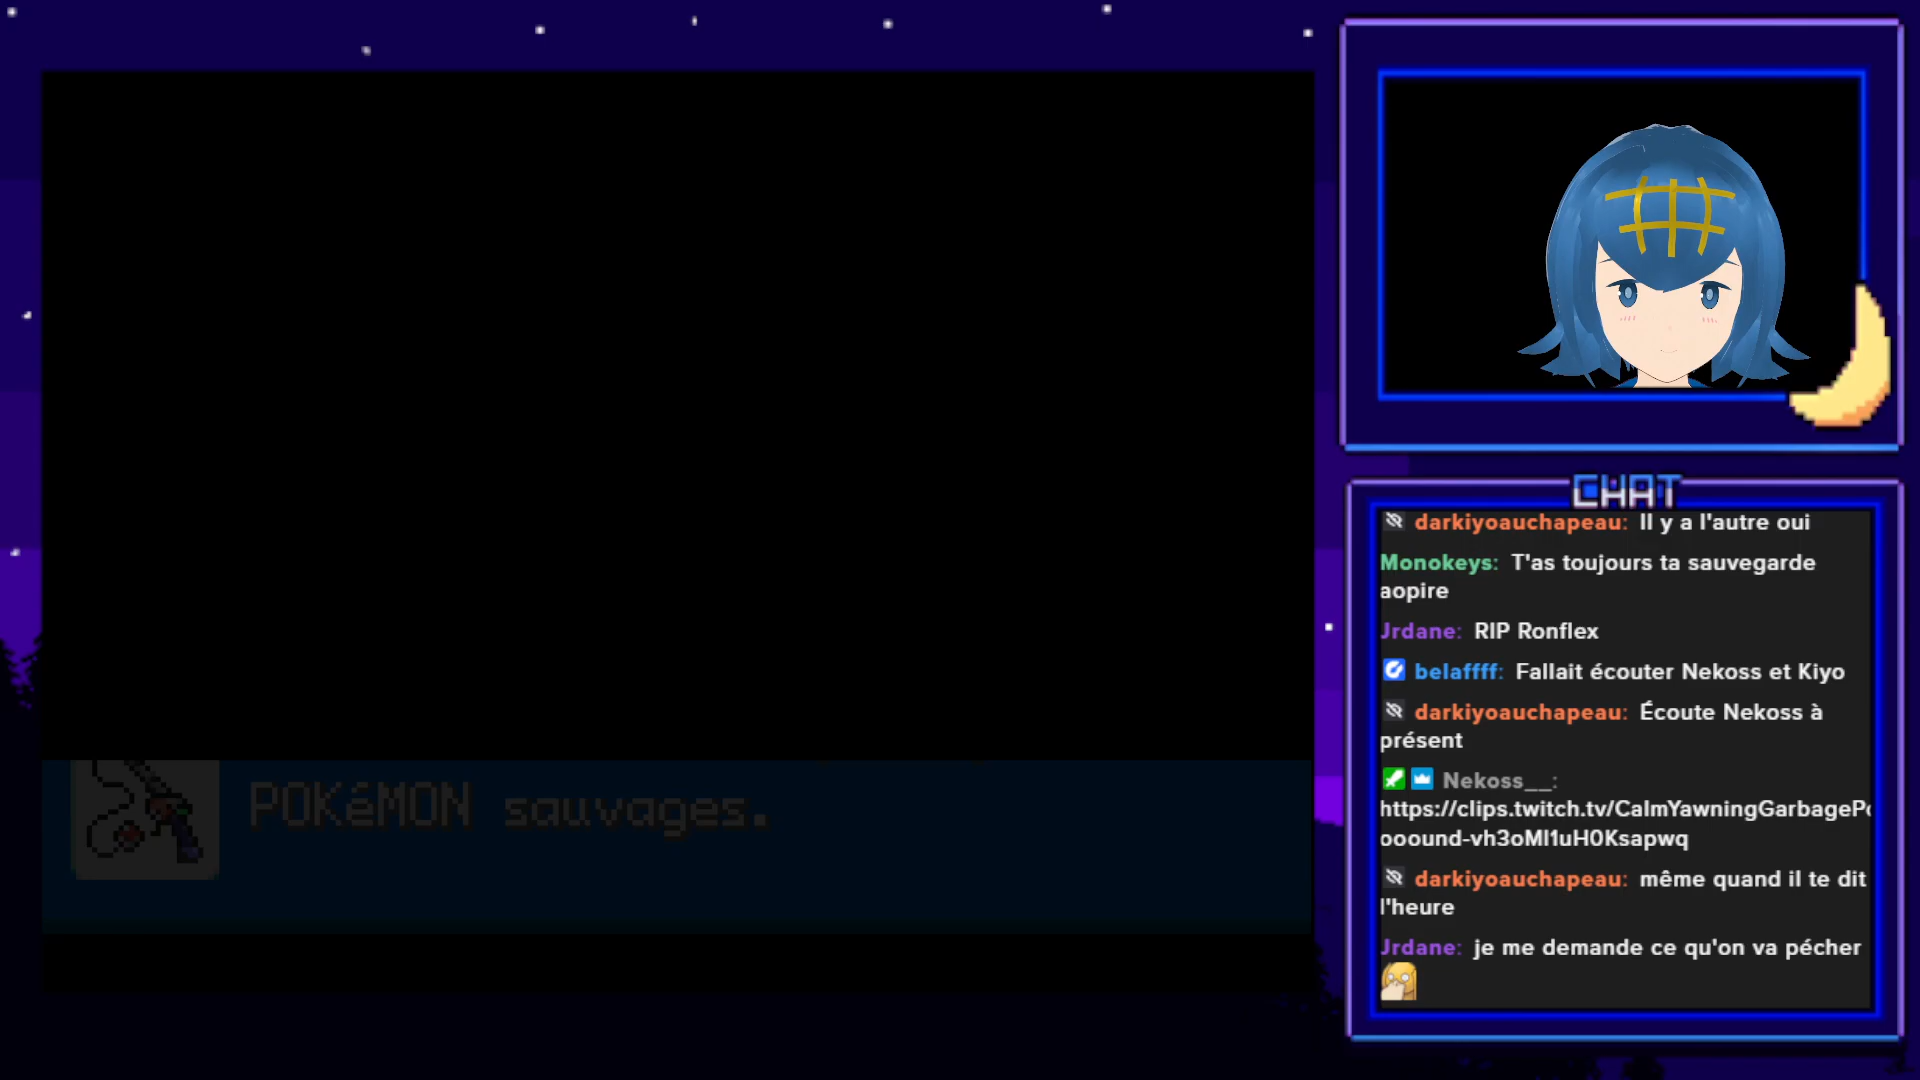 POKéMON sauvages.
CHAT
darkiyoauchapeau: Il y a l'autre oui
Monokeys: T'as toujours ta sauvegarde
aopire
Jrdane: RIP Ronflex
belaffff: Fallait écouter Nekoss et Kiyo
darkiyoauchapeau: Écoute Nekoss à
présent
Nekoss__:
https://clips.twitch.tv/CalmYawningGarbagePo
ooound-vh3oMl1uH0Ksapwq
darkiyoauchapeau: même quand il te dit
l'heure
Jrdane: je me demande ce qu'on va pécher